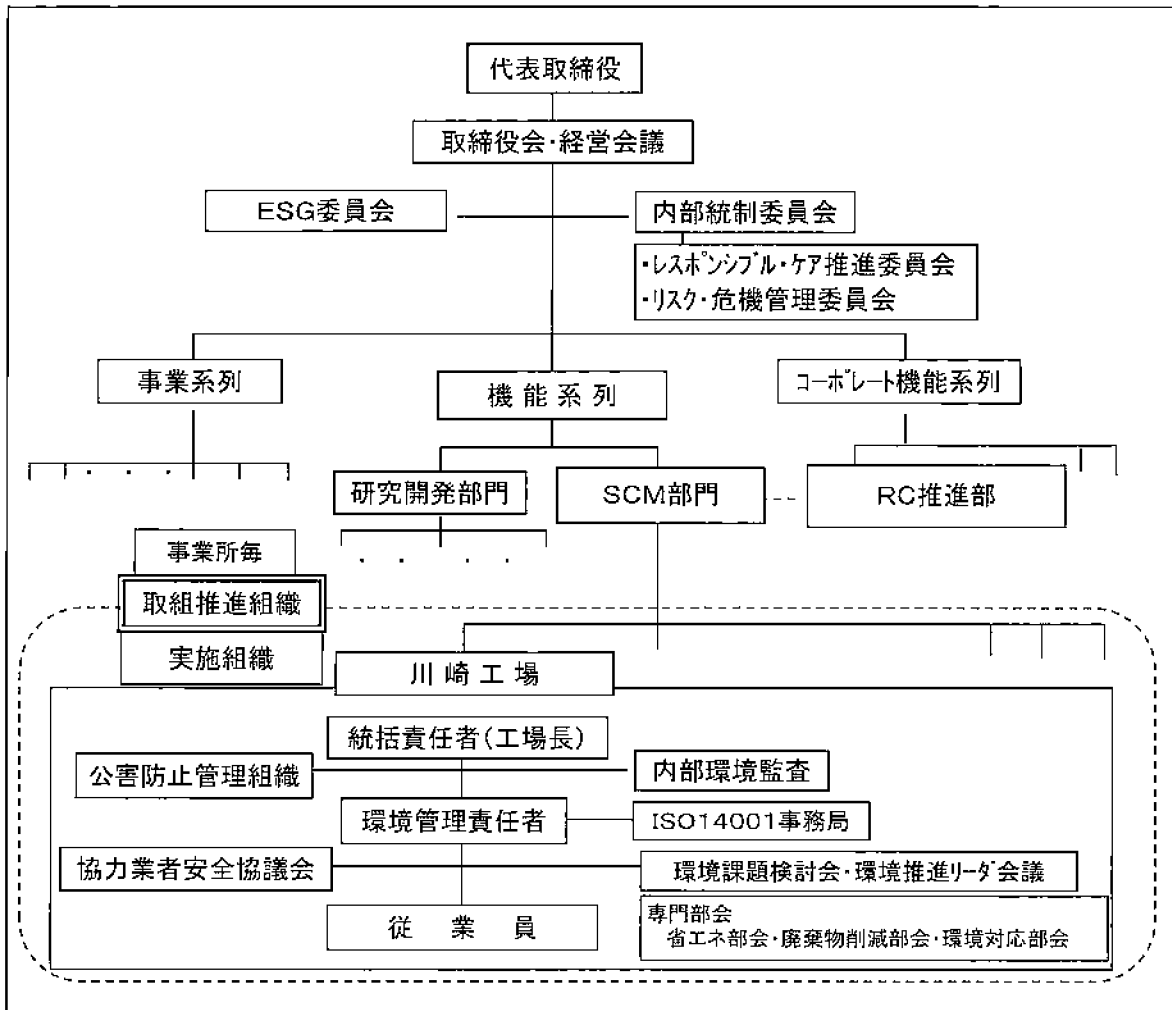 代表取締役
取締役会・経営会議
ESG委員会
内部統制委員会
・レスポンシブル・ケア推進委員会
・リスク・危機管理委員会
事業系列
機能系列
コーポレート機能系列
研究開発部門
SCM部門
RC推進部
事業所毎
取組推進組織
実施組織
川崎工場
統括責任者(工場長)
公害防止管理組織
内部環境監査
環境管理責任者
ISO14001事務局
協力業者安全協議会
環境課題検討会・環境推進リーダ会議
従業員
専門部会
省エネ部会・廃棄物削減部会・環境対応部会